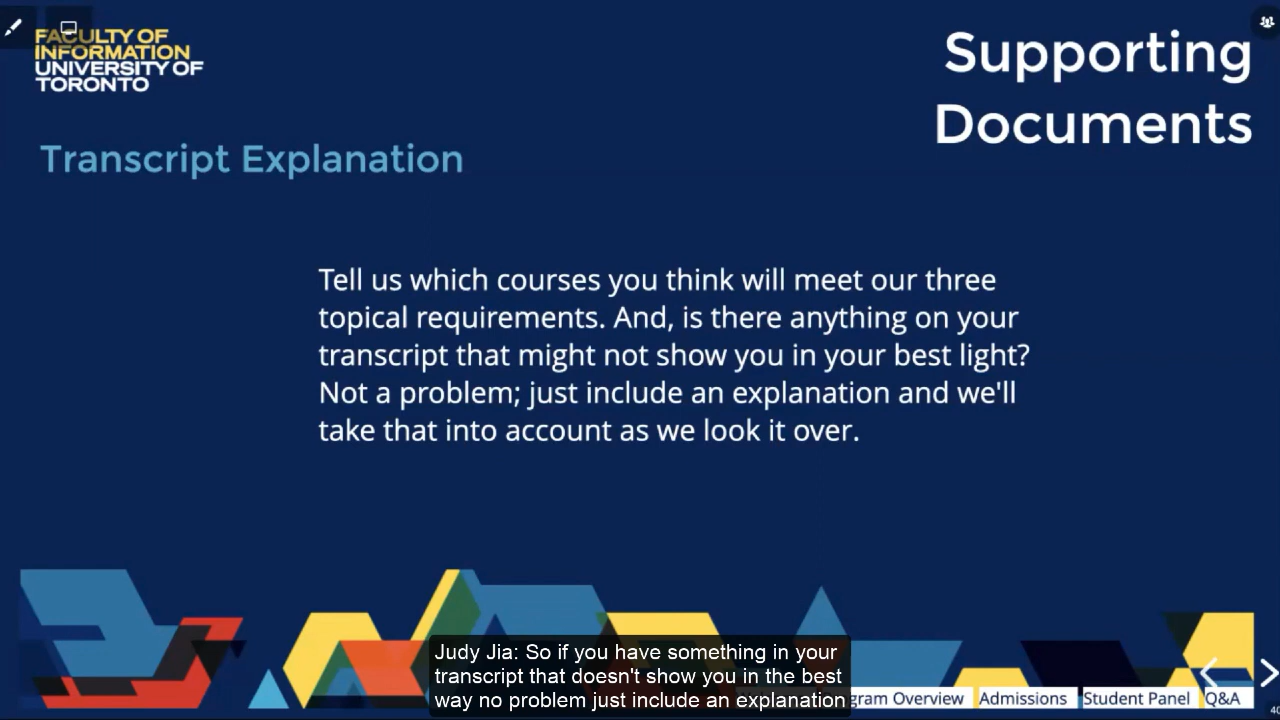 FACULTY OF
INFORMATION
UNIVERSITY OF
TORONTO
Supporting
Documents
Transcript Explanation
Tell us which courses you think will meet our three
topical requirements. And, is there anything on your
transcript that might not show you in your best light?
Not a problem; just include an explanation and we'll
take that into account as we look it over.
Judy Jia: So if you have something in your
transcript that doesn't show you in the best
way no problem just include an explanation
gram Overview Admissions Student Panel Q&A
40